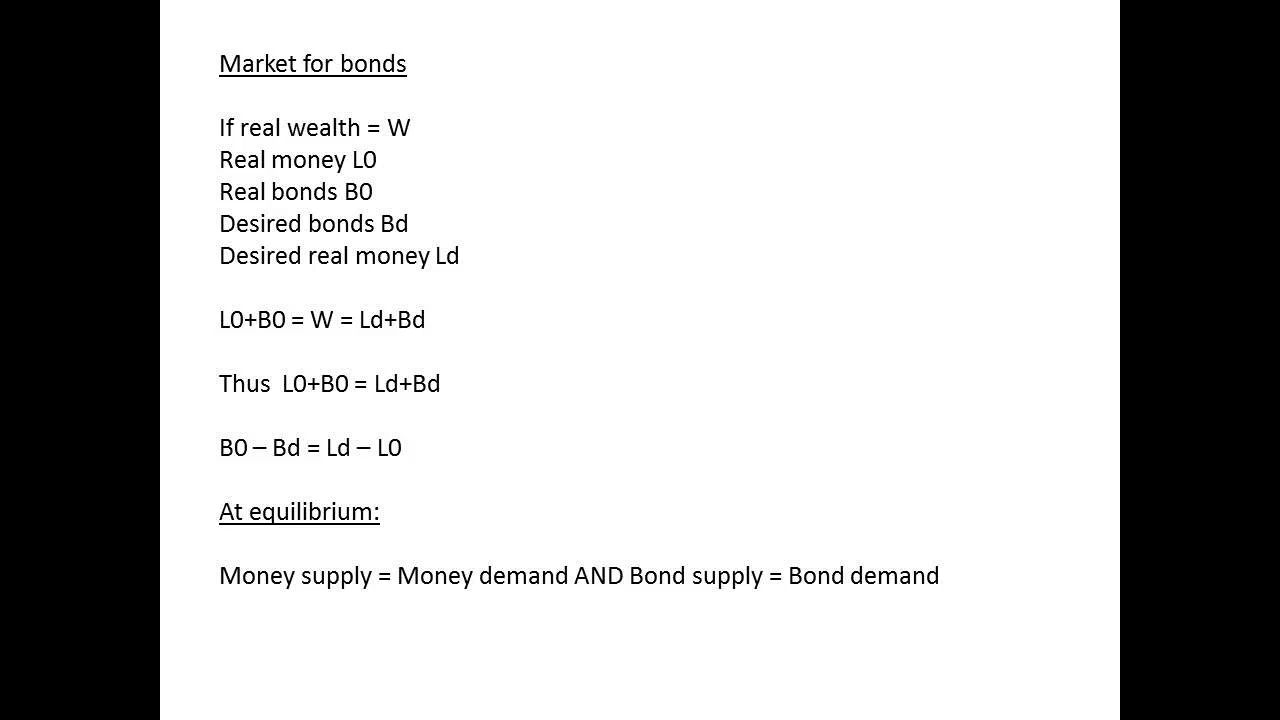 Market for bonds
If real wealth = W
Real money L0
Real bonds B0
Desired bonds Bd
Desired real money Ld
L0+B0 = W = Ld+Bd
Thus  L0+B0 = Ld+Bd
B0 – Bd = Ld – L0
At equilibrium:
Money supply = Money demand AND Bond supply = Bond demand